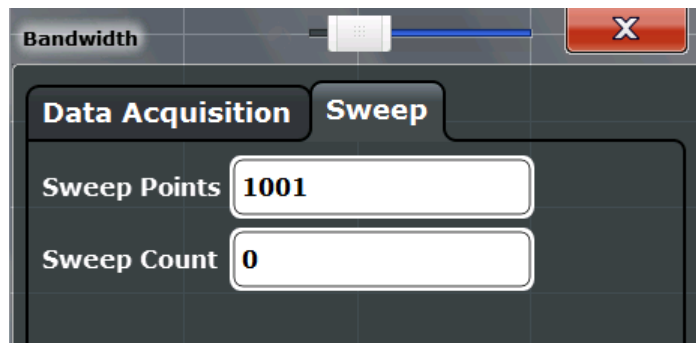 Bandwidth X
Data Acquisition Sweep
Sweep Points 1001
Sweep Count 0